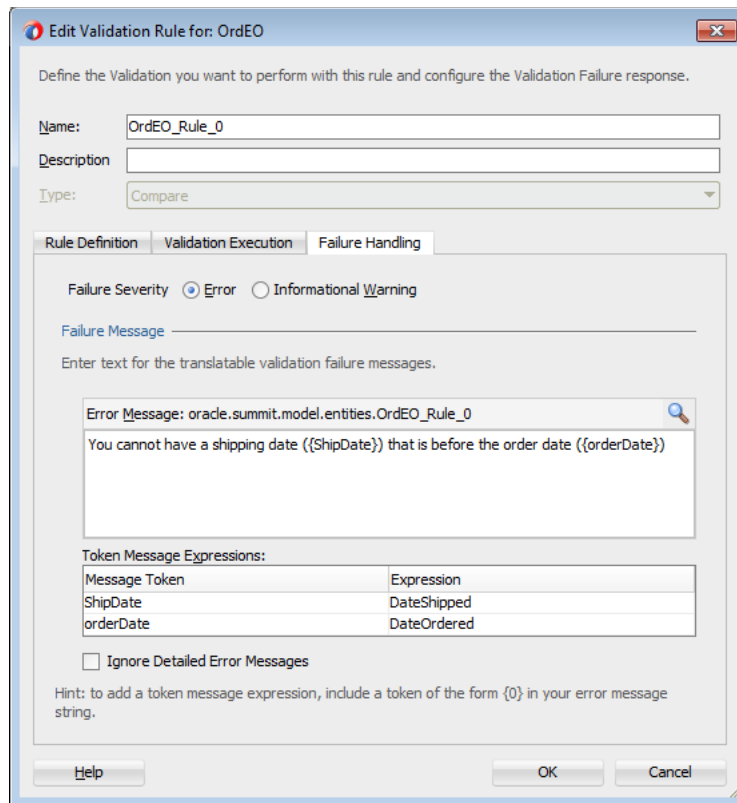 Edit Validation Rule for: OrdEO
Define the Validation you want to perform with this rule and configure the Validation Failure response.
Name: OrdEO_Rule_0
Description
Type: Compare
Rule Definition Validation Execution Failure Handling
Failure Severity Error Informational Warning
Failure Message
Enter text for the translatable validation failure messages.
Error Message: oracle.summit.model.entities.OrdEO_Rule_0
You cannot have a shipping date ({ShipDate}) that is before the order date ({orderDate})
Token Message Expressions:
Message Token Expression
ShipDate DateShipped
orderDate DateOrdered
Ignore Detailed Error Messages
Hint: to add a token message expression, include a token of the form {0} in your error message
string.
Help OK Cancel